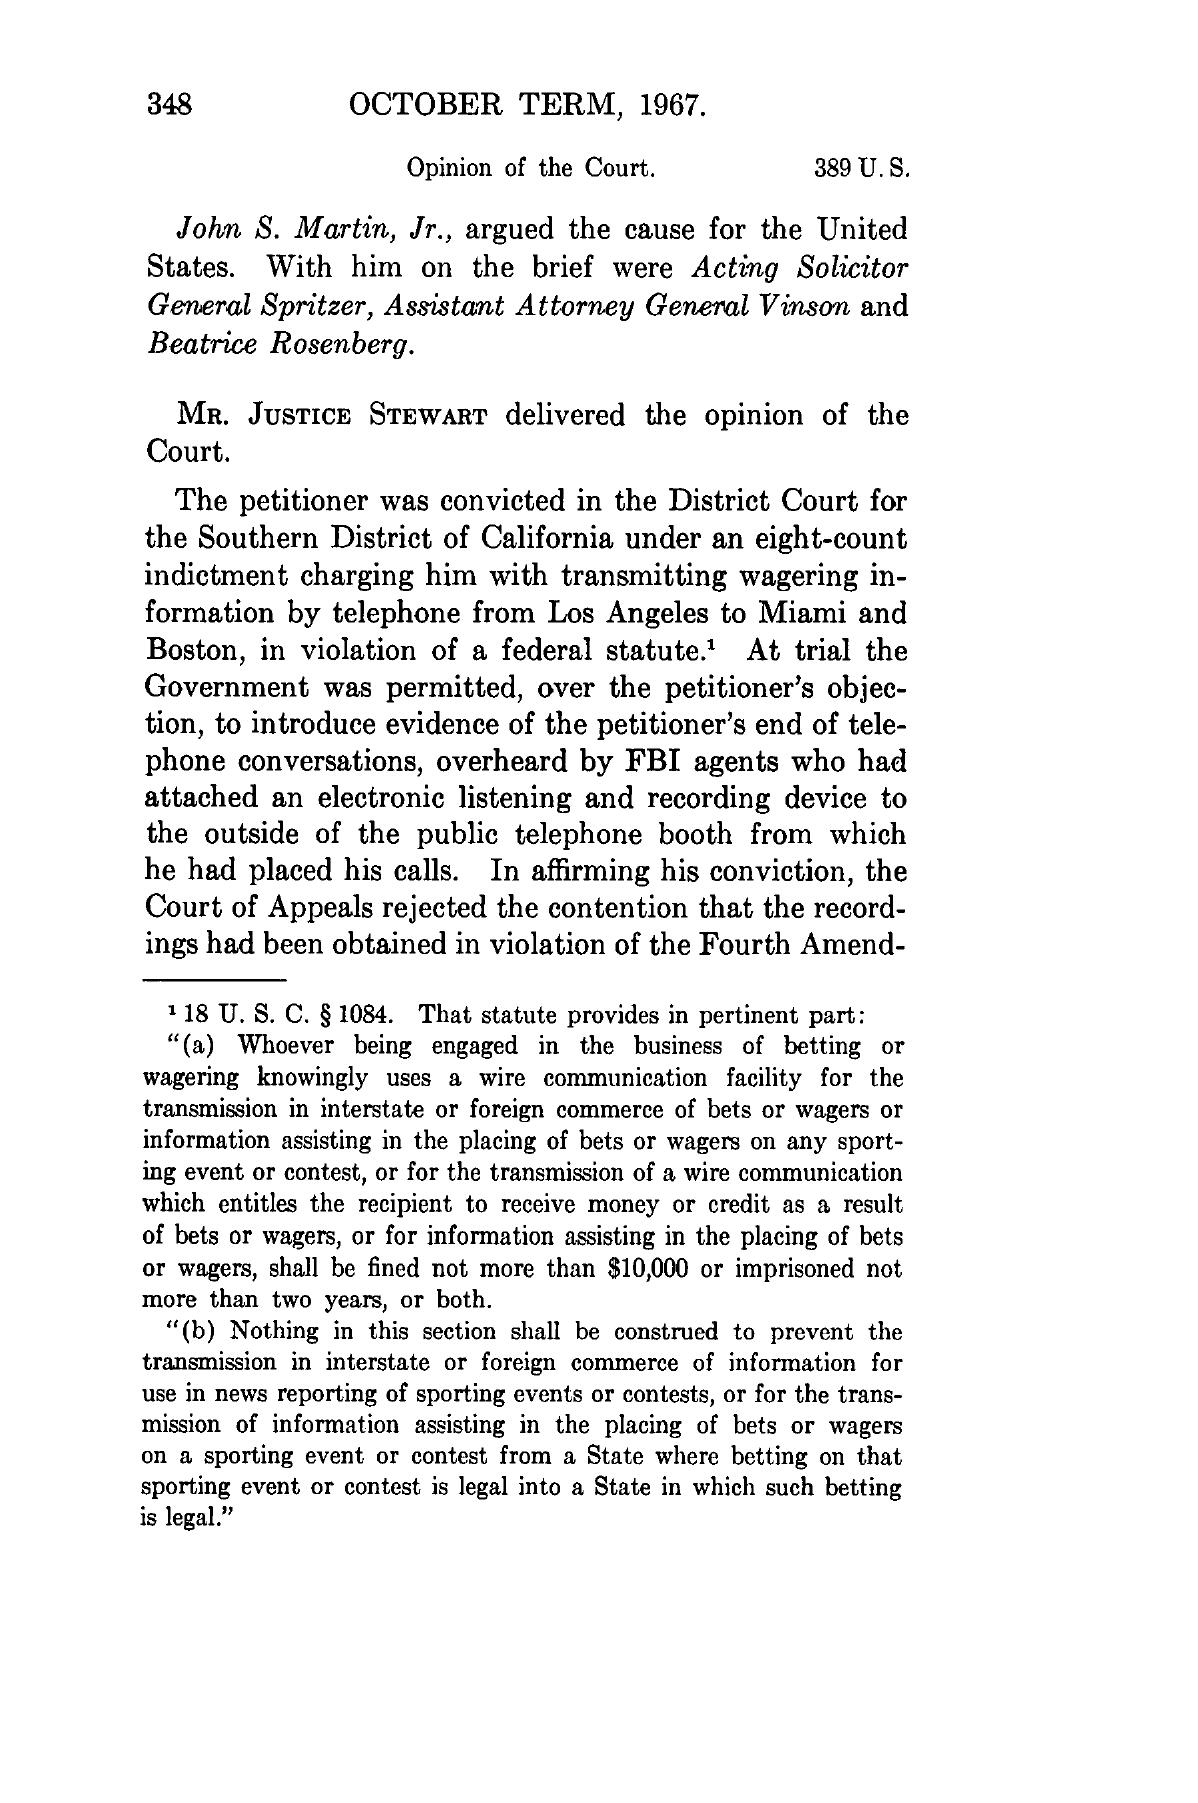 348 OCTOBER TERM, 1967.
Opinion of the Court. 389 U. S.
John S. Martin, Jr., argued the cause for the United
States. With him on the brief were Acting Solicitor
General Spritzer, Assistant Attorney General Vinson and
Beatrice Rosenberg.
MR. JUSTICE STEWART delivered the opinion of the
Court.
The petitioner was convicted in the District Court for
the Southern District of California under an eight-count
indictment charging him with transmitting wagering in-
formation by telephone from Los Angeles to Miami and
Boston, in violation of a federal statute.¹ At trial the
Government was permitted, over the petitioner's objec-
tion, to introduce evidence of the petitioner's end of tele-
phone conversations, overheard by FBI agents who had
attached an electronic listening and recording device to
the outside of the public telephone booth from which
he had placed his calls. In affirming his conviction, the
Court of Appeals rejected the contention that the record-
ings had been obtained in violation of the Fourth Amend-
¹ 18 U. S. C. § 1084. That statute provides in pertinent part:
"(a) Whoever being engaged in the business of betting or
wagering knowingly uses a wire communication facility for the
transmission in interstate or foreign commerce of bets or wagers or
information assisting in the placing of bets or wagers on any sport-
ing event or contest, or for the transmission of a wire communication
which entitles the recipient to receive money or credit as a result
of bets or wagers, or for information assisting in the placing of bets
or wagers, shall be fined not more than $10,000 or imprisoned not
more than two years, or both.
"(b) Nothing in this section shall be construed to prevent the
transmission in interstate or foreign commerce of information for
use in news reporting of sporting events or contests, or for the trans-
mission of information assisting in the placing of bets or wagers
on a sporting event or contest from a State where betting on that
sporting event or contest is legal into a State in which such betting
is legal."